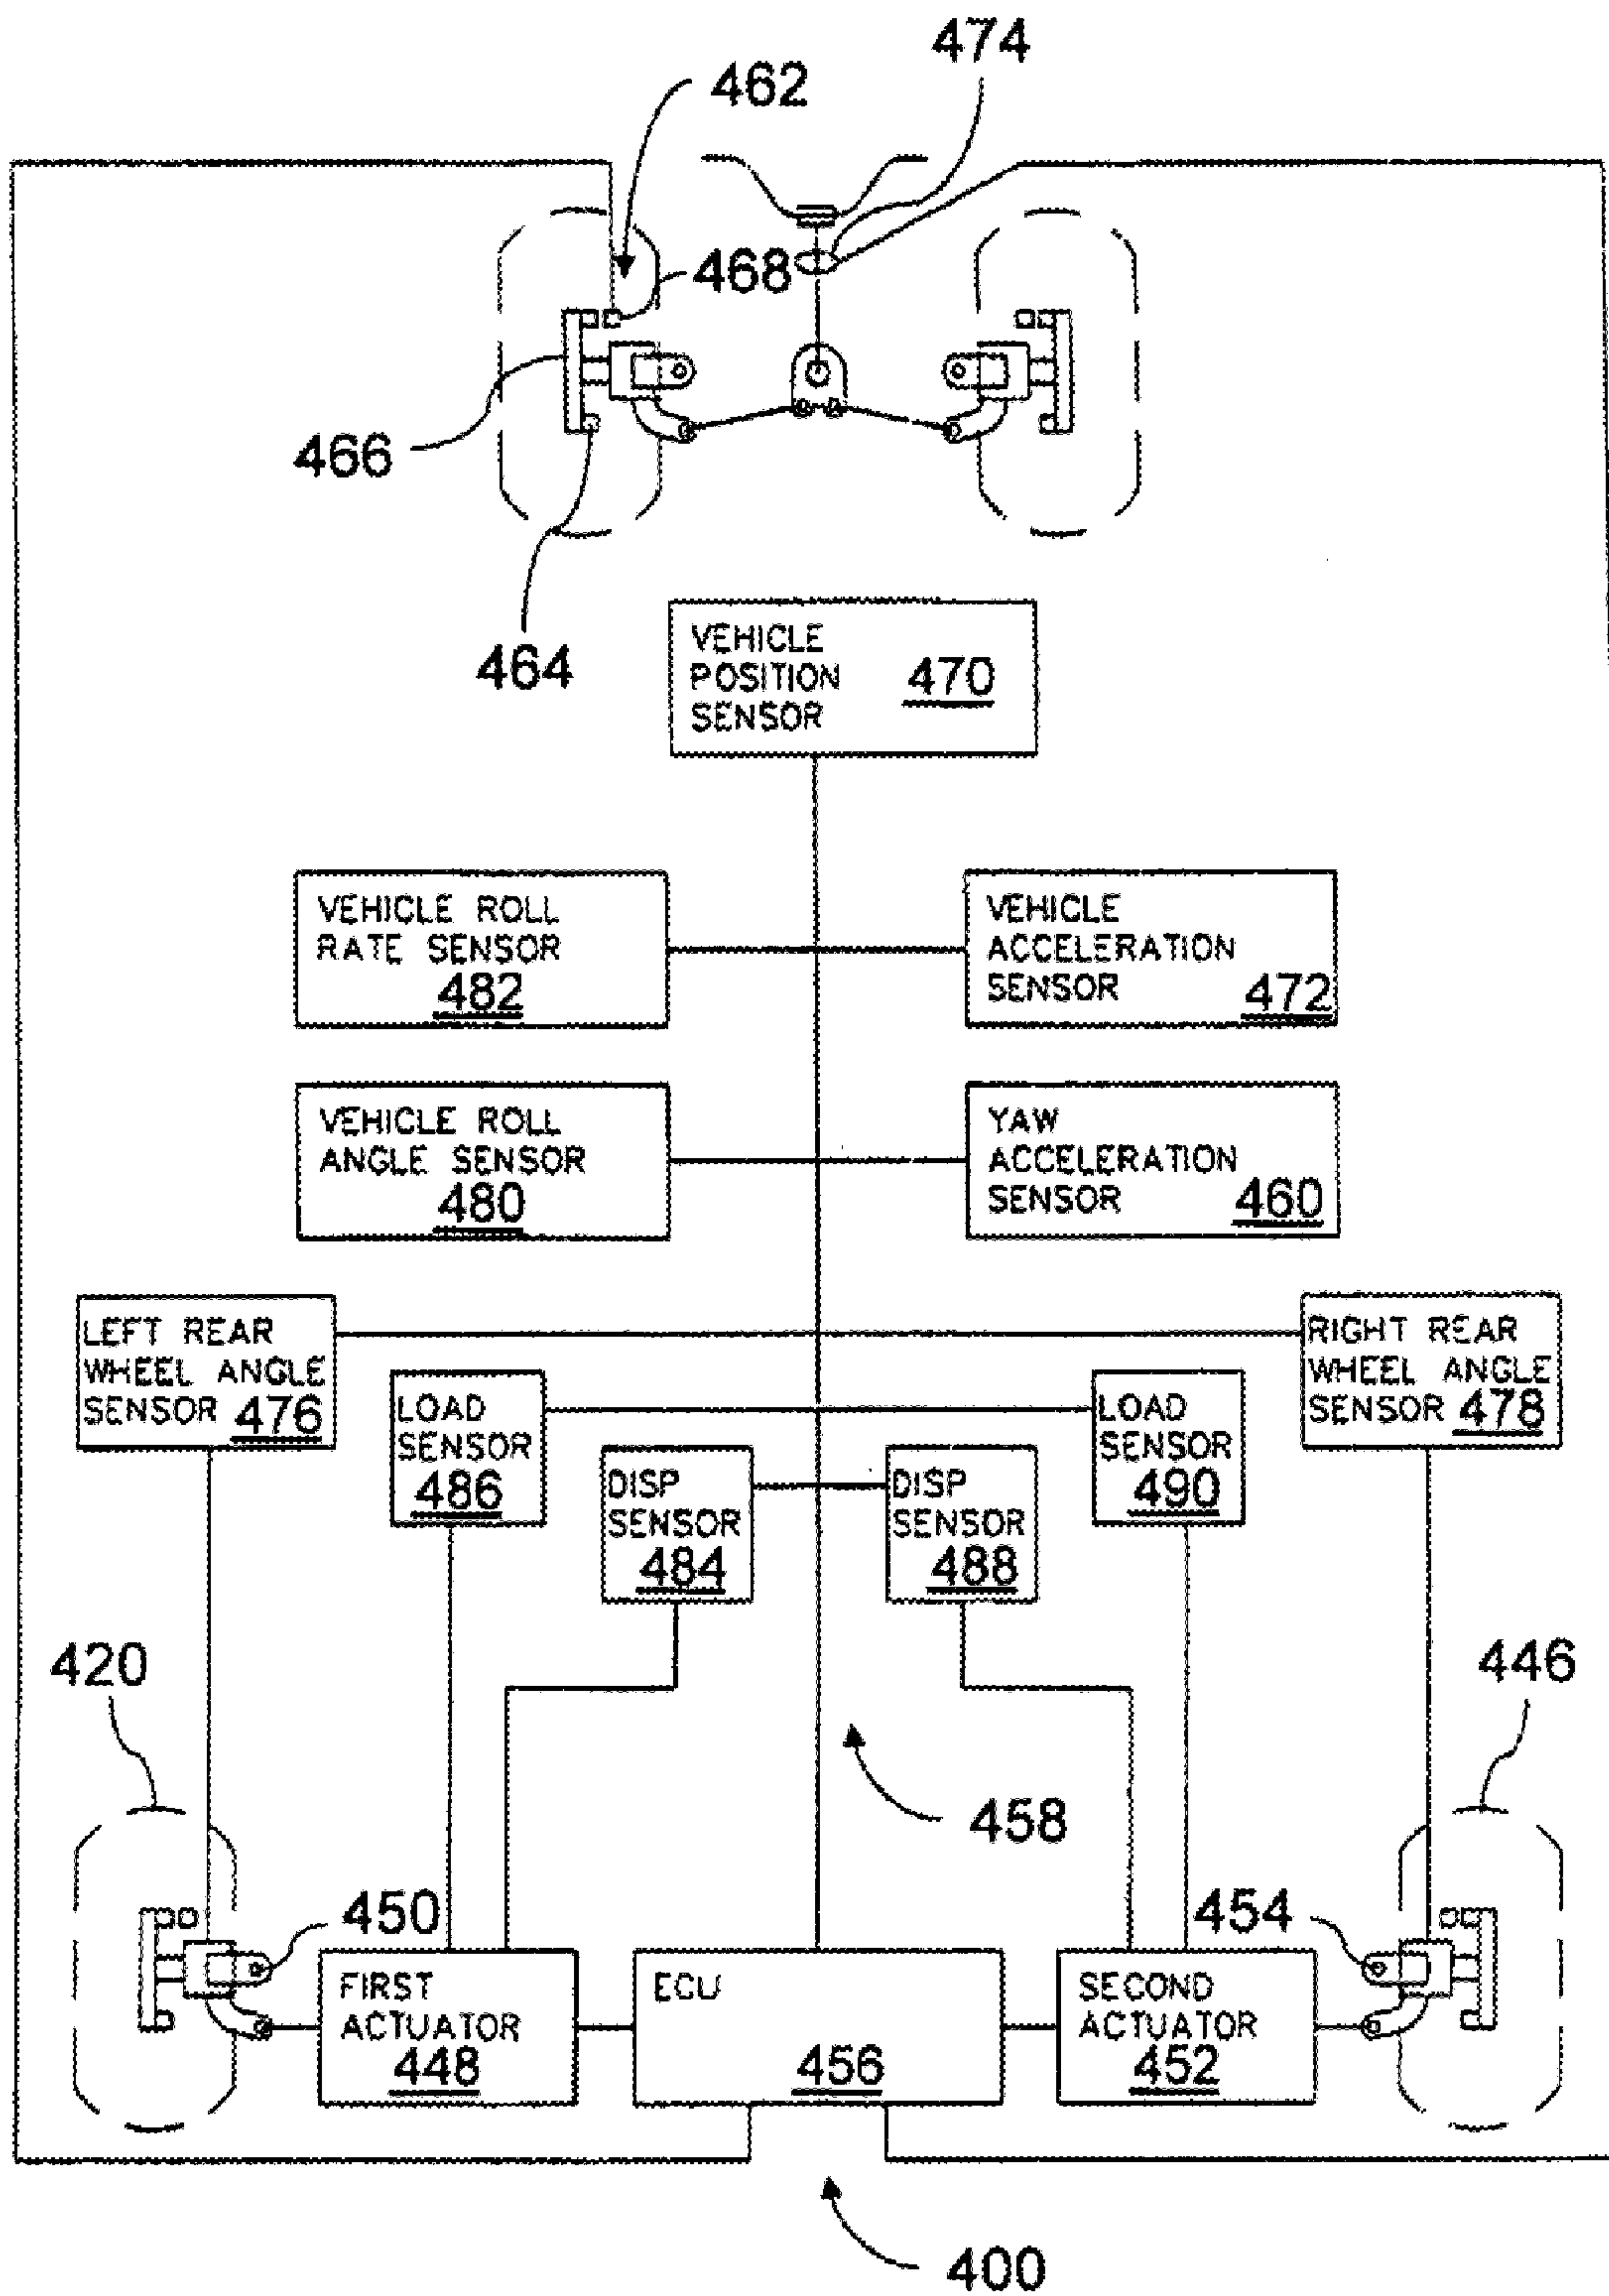 474
462
468
466
464
VEHICLE
POSITION
SENSOR
470
VEHICLE ROLL
RATE SENSOR
482
VEHICLE
ACCELERATION
SENSOR
472
VEHICLE ROLL
ANGLE SENSOR
480
YAW
ACCELERATION
SENSOR
460
LEFT REAR
WHEEL ANGLE
SENSOR 476
RIGHT REAR
WHEEL ANGLE
SENSOR 478
LOAD
SENSOR
486
LOAD
SENSOR
490
DISP
SENSOR
484
DISP
SENSOR
488
420
446
458
450
454
FIRST
ACTUATOR
448
ECU
456
SECOND
ACTUATOR
452
400